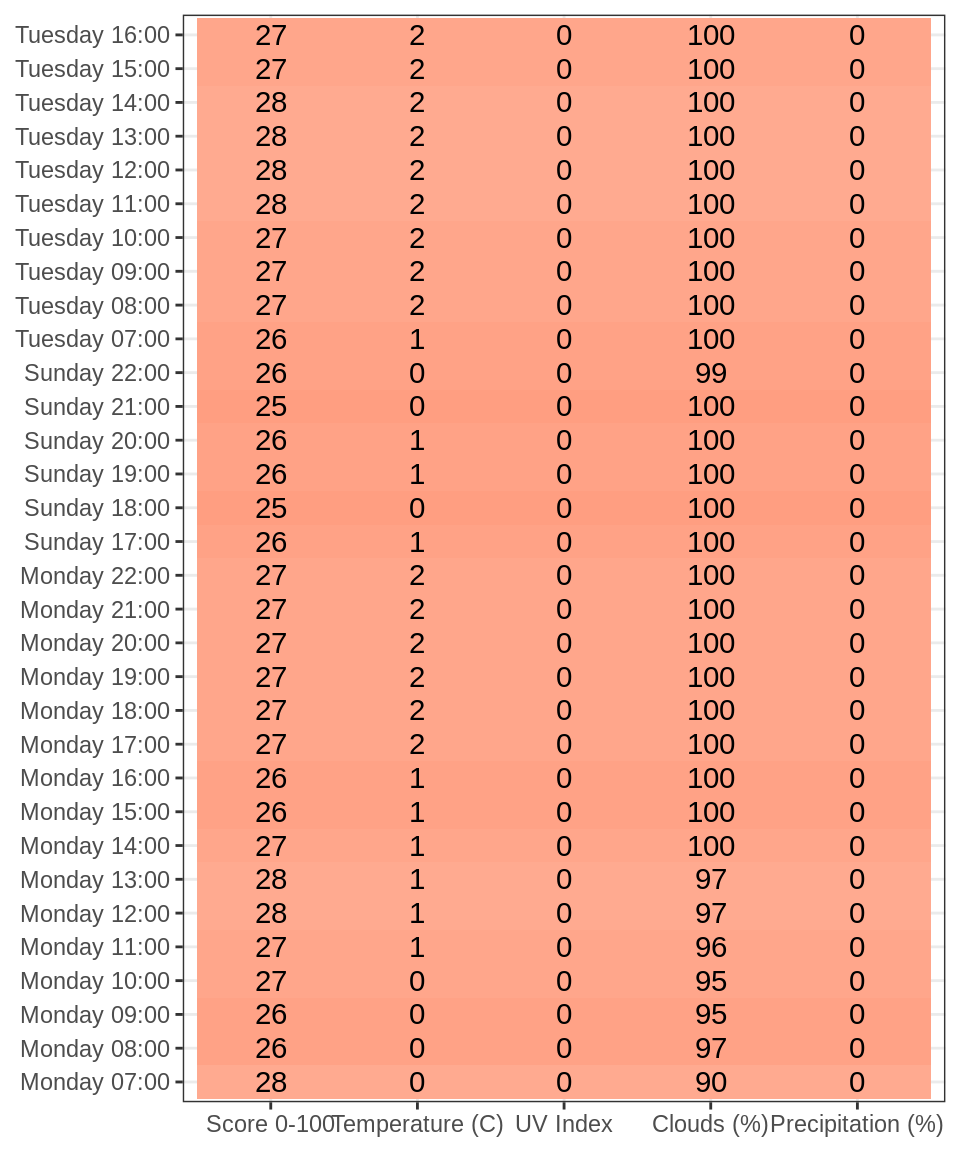 Tuesday 16:00 27 2 0 100 0
Tuesday 15:00 27 2 0 100 0
Tuesday 14:00 28 2 0 100 0
Tuesday 13:00 28 2 0 100 0
Tuesday 12:00 28 2 0 100 0
Tuesday 11:00 28 2 0 100 0
Tuesday 10:00 27 2 0 100 0
Tuesday 09:00 27 2 0 100 0
Tuesday 08:00 27 2 0 100 0
Tuesday 07:00 26 1 0 100 0
Sunday 22:00 26 0 0 99 0
Sunday 21:00 25 0 0 100 0
Sunday 20:00 26 1 0 100 0
Sunday 19:00 26 1 0 100 0
Sunday 18:00 25 0 0 100 0
Sunday 17:00 26 1 0 100 0
Monday 22:00 27 2 0 100 0
Monday 21:00 27 2 0 100 0
Monday 20:00 27 2 0 100 0
Monday 19:00 27 2 0 100 0
Monday 18:00 27 2 0 100 0
Monday 17:00 27 2 0 100 0
Monday 16:00 26 1 0 100 0
Monday 15:00 26 1 0 100 0
Monday 14:00 27 1 0 100 0
Monday 13:00 28 1 0 97 0
Monday 12:00 28 1 0 97 0
Monday 11:00 27 1 0 96 0
Monday 10:00 27 0 0 95 0
Monday 09:00 26 0 0 95 0
Monday 08:00 26 0 0 97 0
Monday 07:00 28 0 0 90 0
Score 0-100 Temperature (C) UV Index Clouds (%) Precipitation (%)